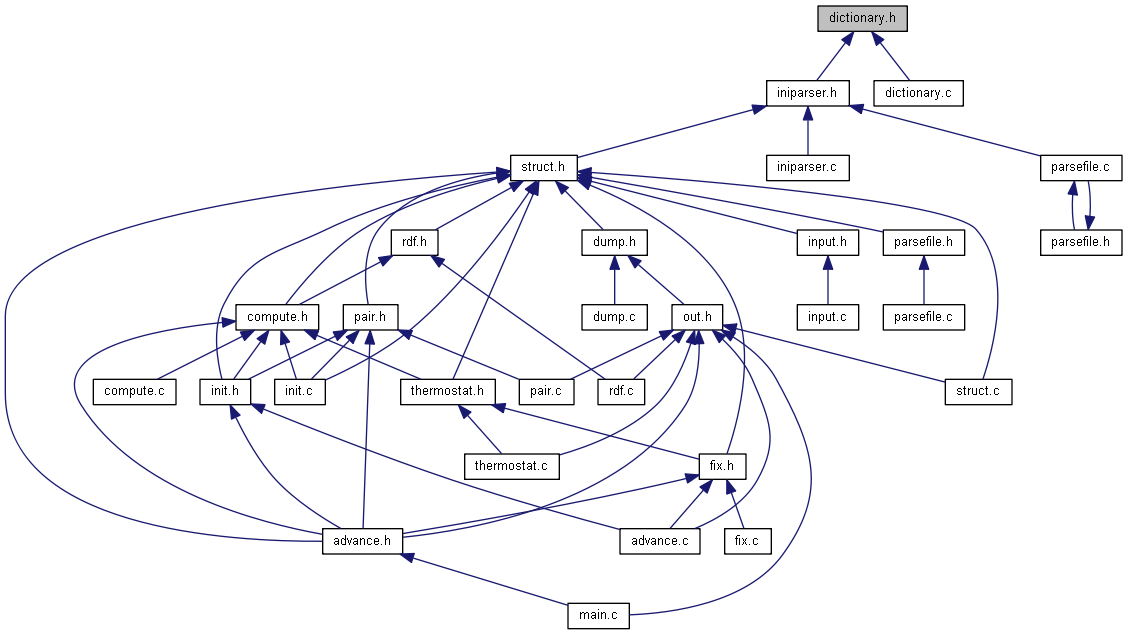 dictionary.h
iniparser.h
dictionary.c
struct.h
iniparser.c
parsefile.c
rdf.h
dump.h
input.h
parsefile.h
parsefile.h
compute.h
pair.h
dump.c
out.h
input.c
parsefile.c
compute.c
init.h
init.c
thermostat.h
pair.c
rdf.c
struct.c
thermostat.c
fix.h
advance.h
advance.c
fix.c
main.c